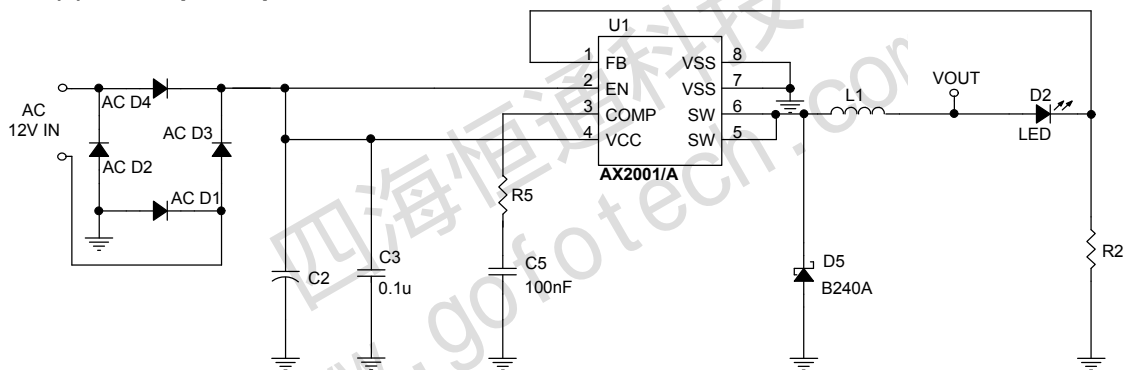 U1
1 FB VSS 8
2 EN VSS 7
3 COMP SW 6
4 VCC SW 5
AX2001/A
AC
12V IN
AC D4
AC D3
AC D2
AC D1
C2
C3
0.1u
R5
C5
100nF
L1
VOUT
D2
LED
D5
B240A
R2
四海恒通科技
www.gofotech.com